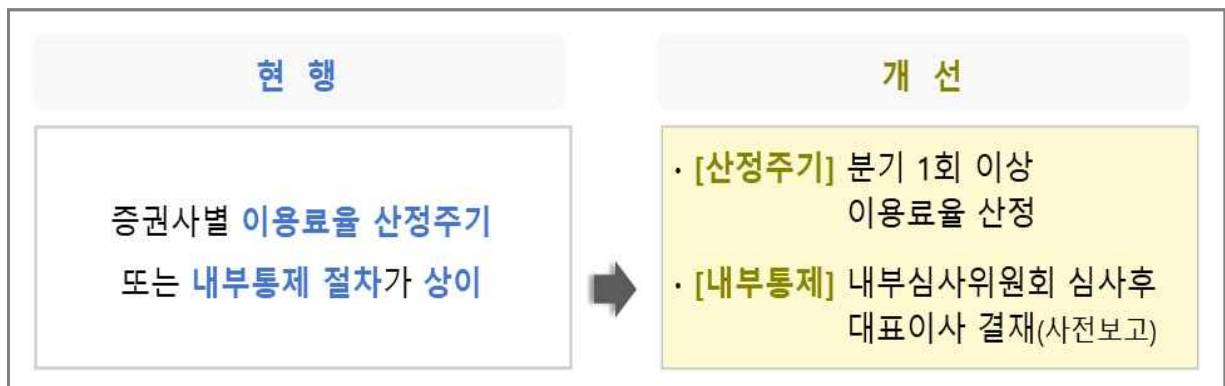 현 행
증권사별 이용료율 산정주기
또는 내부통제 절차가 상이
개 선
· [산정주기] 분기 1회 이상
이용료율 산정
· [내부통제] 내부심사위원회 심사후
대표이사 결재(사전보고)